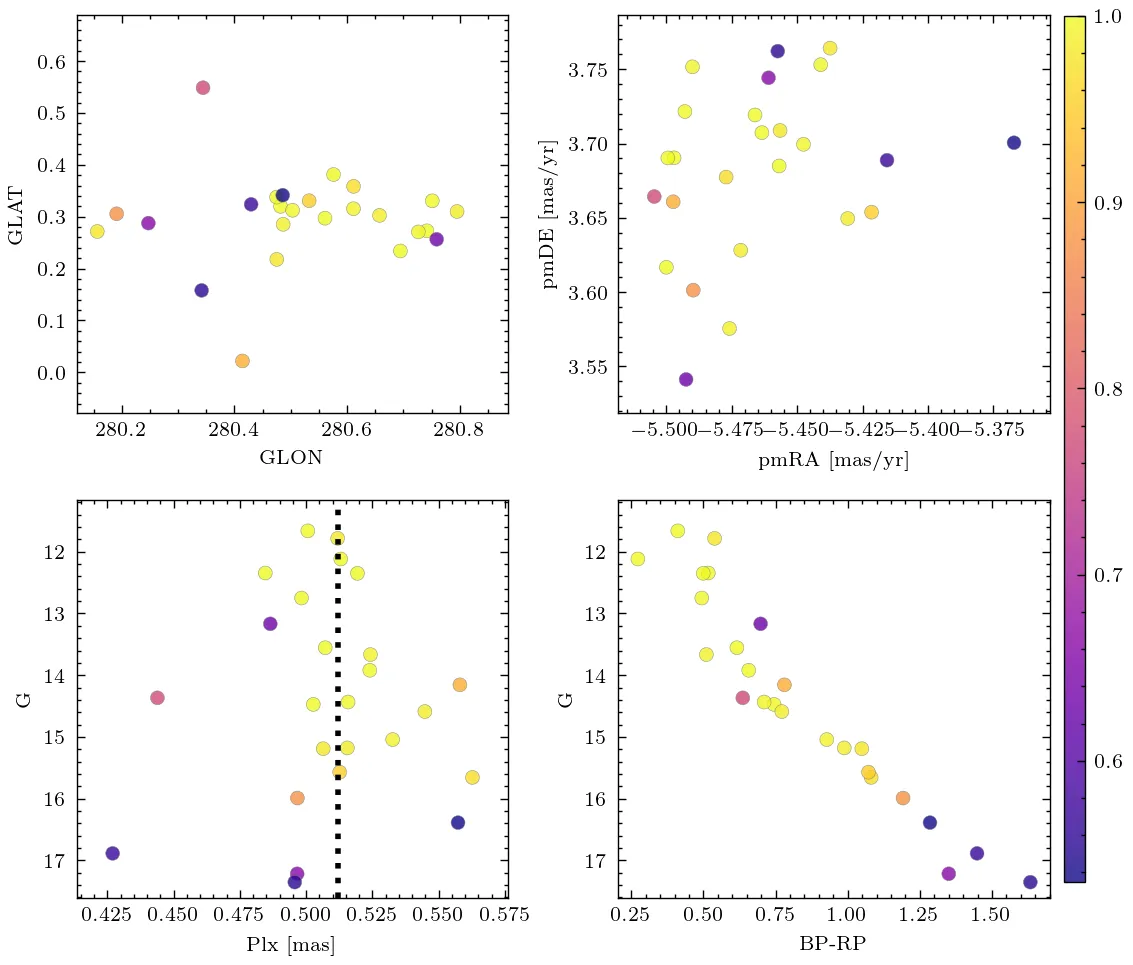 0.6
0.5
0.4
0.3
0.2
0.1
0.0
GLAT
280.2 280.4 280.6 280.8
GLON
3.75
3.70
3.65
3.60
3.55
pmDE [mas/yr]
−5.500−5.475−5.450−5.425−5.400−5.375
pmRA [mas/yr]
1.0
0.9
0.8
0.7
0.6
12
13
14
15
16
17
G
0.425 0.450 0.475 0.500 0.525 0.550 0.575
Plx [mas]
12
13
14
15
16
17
G
0.25 0.50 0.75 1.00 1.25 1.50
BP-RP